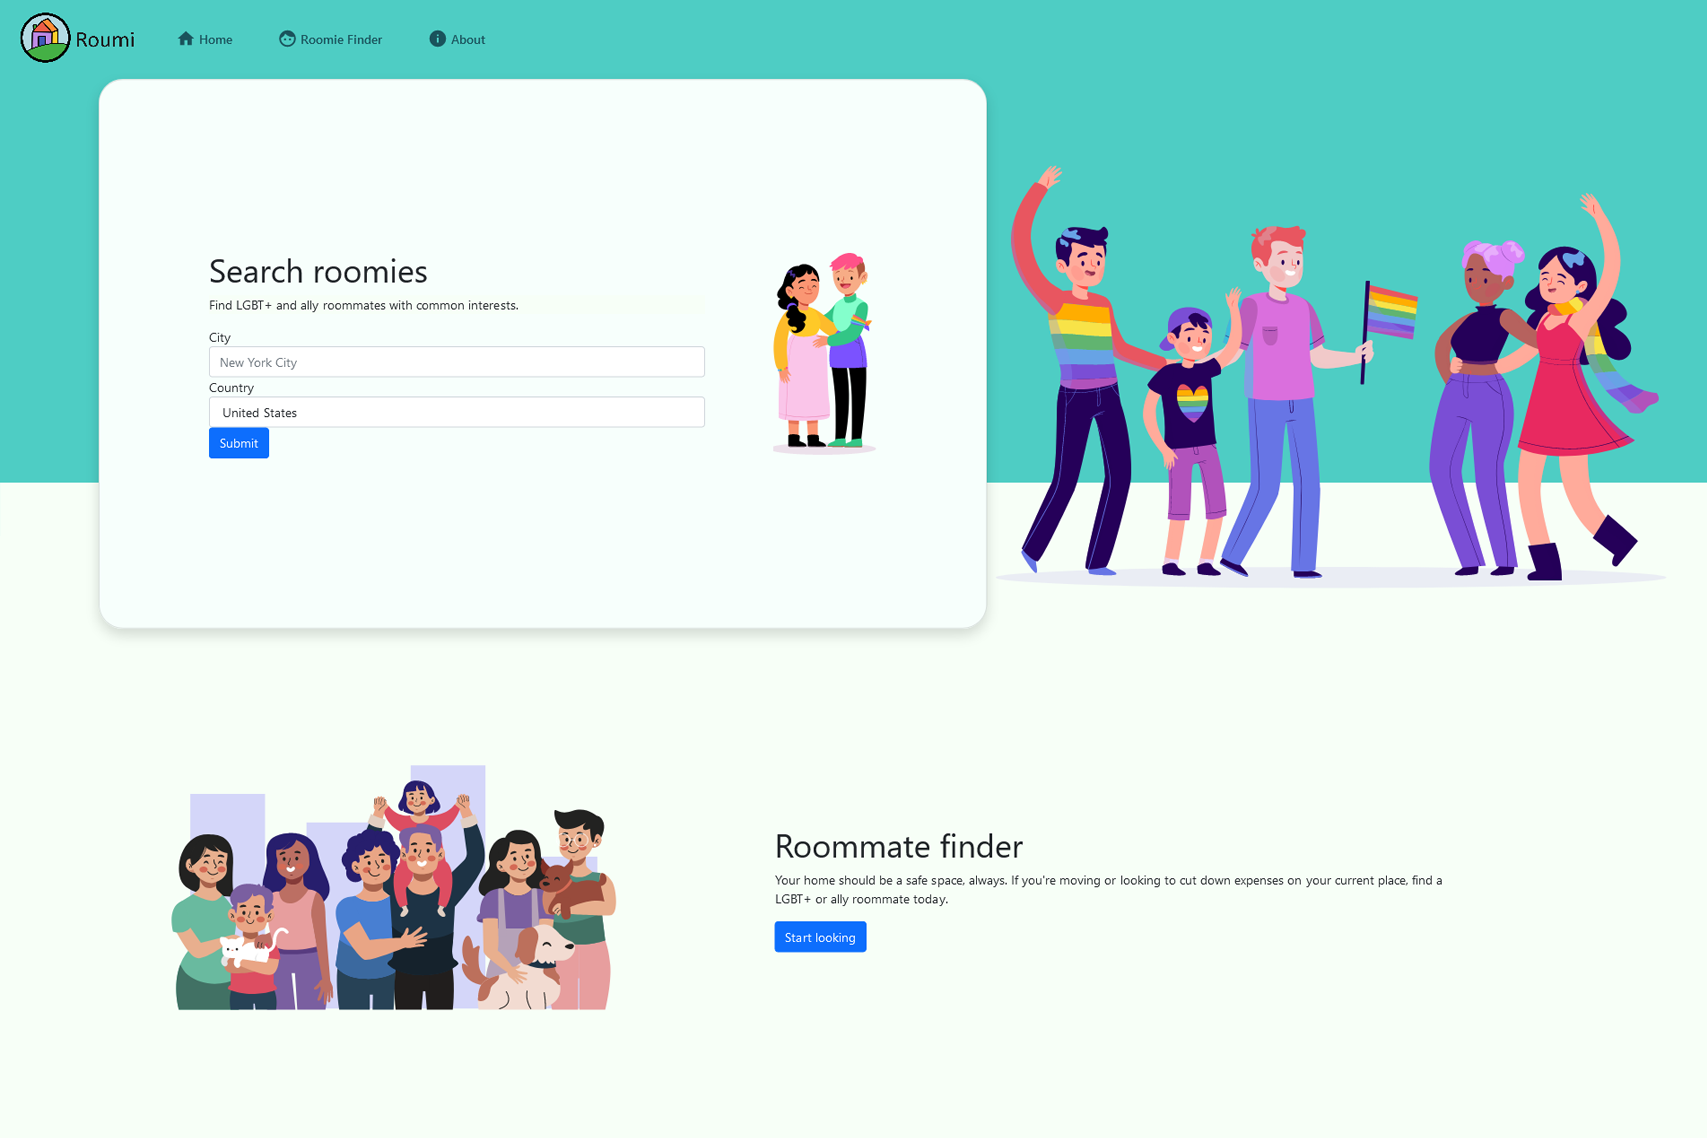 Roumi
Home
Roomie Finder
About
Search roomies
Find LGBT+ and ally roommates with common interests.
City
New York City
Country
United States
Submit
Roommate finder
Your home should be a safe space, always. If you're moving or looking to cut down expenses on your current place, find a
LGBT+ or ally roommate today.
Start looking